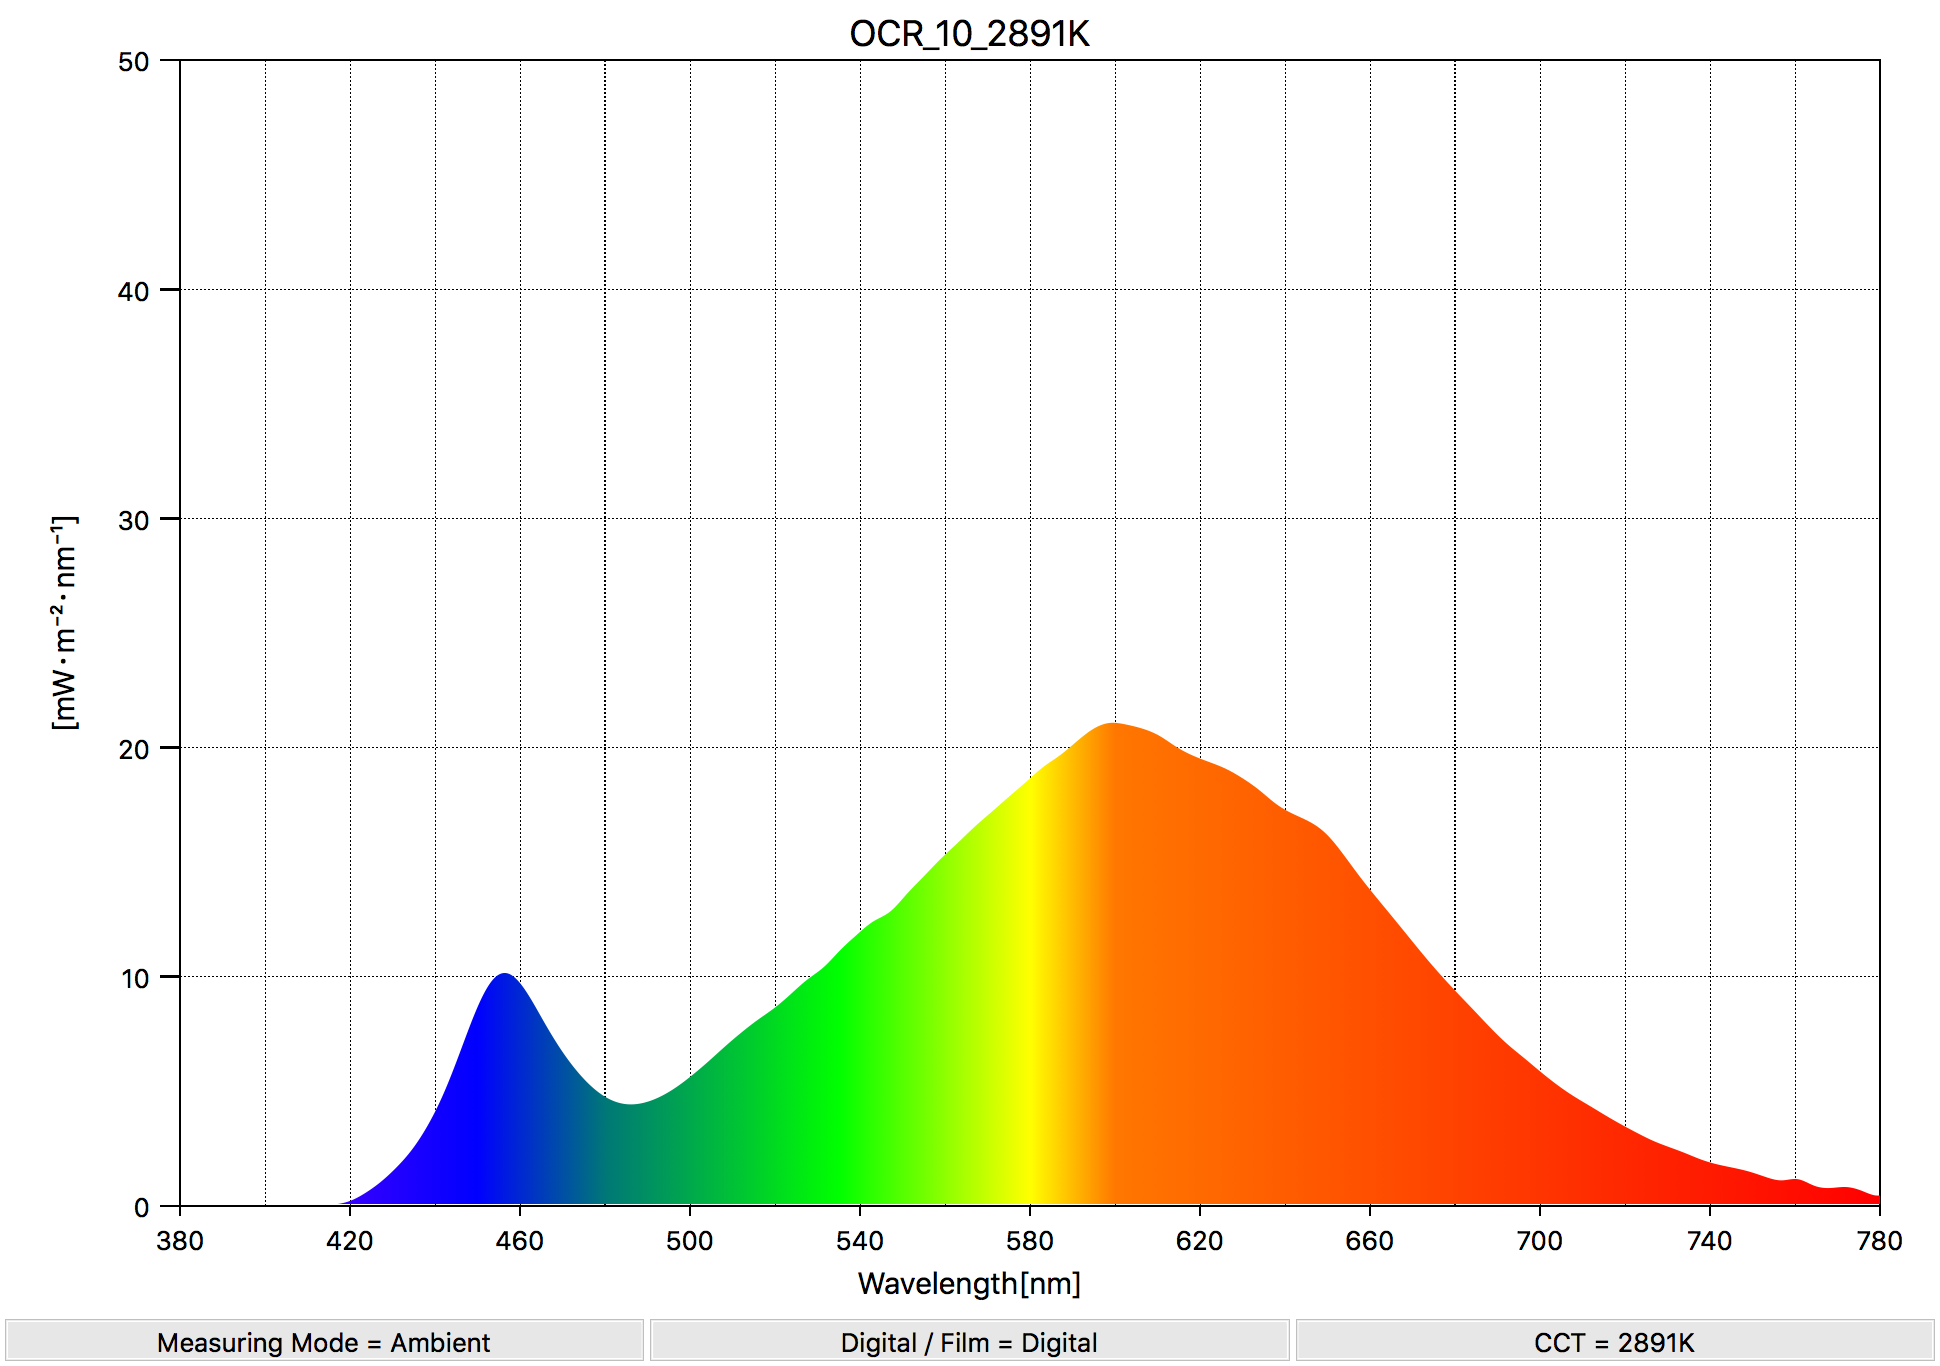 OCR_10_2891K
50
40
30
20
10
0
[mW·m⁻²·nm⁻¹]
380 420 460 500 540 580 620 660 700 740 780
Wavelength[nm]
Measuring Mode = Ambient
Digital / Film = Digital
CCT = 2891K